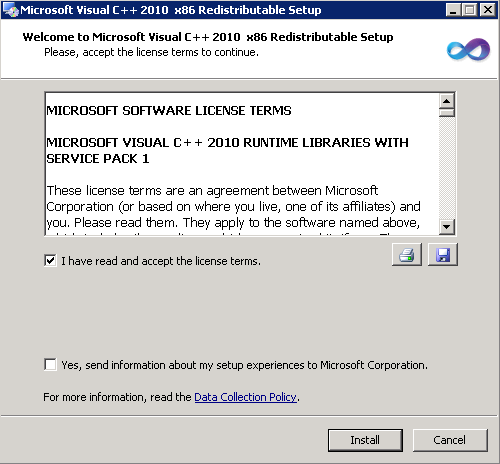 Microsoft Visual C++ 2010  x86 Redistributable Setup
Welcome to Microsoft Visual C++ 2010  x86 Redistributable Setup
Please, accept the license terms to continue.
MICROSOFT SOFTWARE LICENSE TERMS
MICROSOFT VISUAL C++ 2010 RUNTIME LIBRARIES WITH
SERVICE PACK 1
These license terms are an agreement between Microsoft
Corporation (or based on where you live, one of its affiliates) and
you. Please read them. They apply to the software named above,
I have read and accept the license terms.
Yes, send information about my setup experiences to Microsoft Corporation.
For more information, read the Data Collection Policy.
Install
Cancel